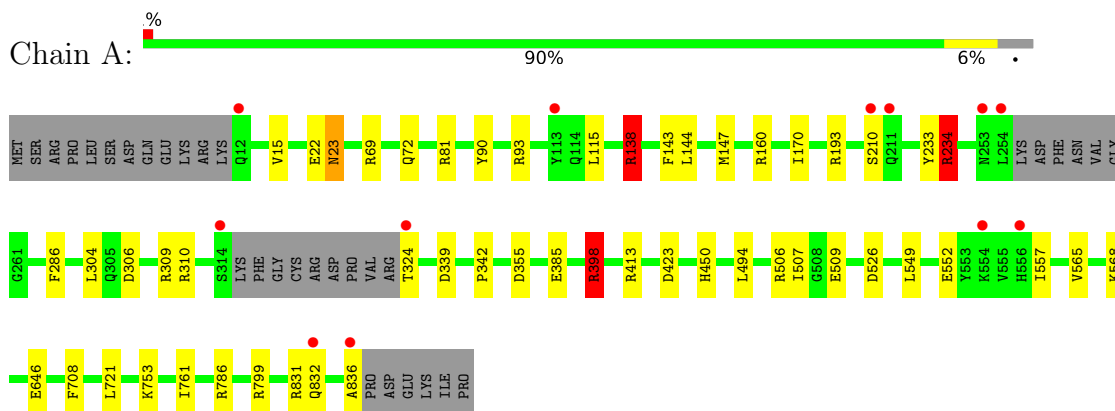 .%
Chain A:
90% 6% •
MET SER ARG PRO LEU SER ASP GLN GLU LYS ARG LYS Q12 V15 E22 N23 R69 Q72 R81 Y90 R93 Y113 Q114 L115 R138 F143 L144 M147 R160 I170 R193 S210 Q211 Y233 R234 N253 L254 LYS ASP PHE ASN VAL GLY
G261 F286 L304 Q305 D306 R309 R310 S314 LYS PHE GLY CYS ARG ASP PRO VAL ARG T324 D339 P342 D355 E385 R398 R413 D423 H450 L494 R506 I507 G508 E509 D526 L549 E552 Y553 K554 V555 H556 I557 V565 K568
E646 F708 L721 K753 I761 R786 R799 R831 Q832 A836 PRO ASP GLU LYS ILE PRO